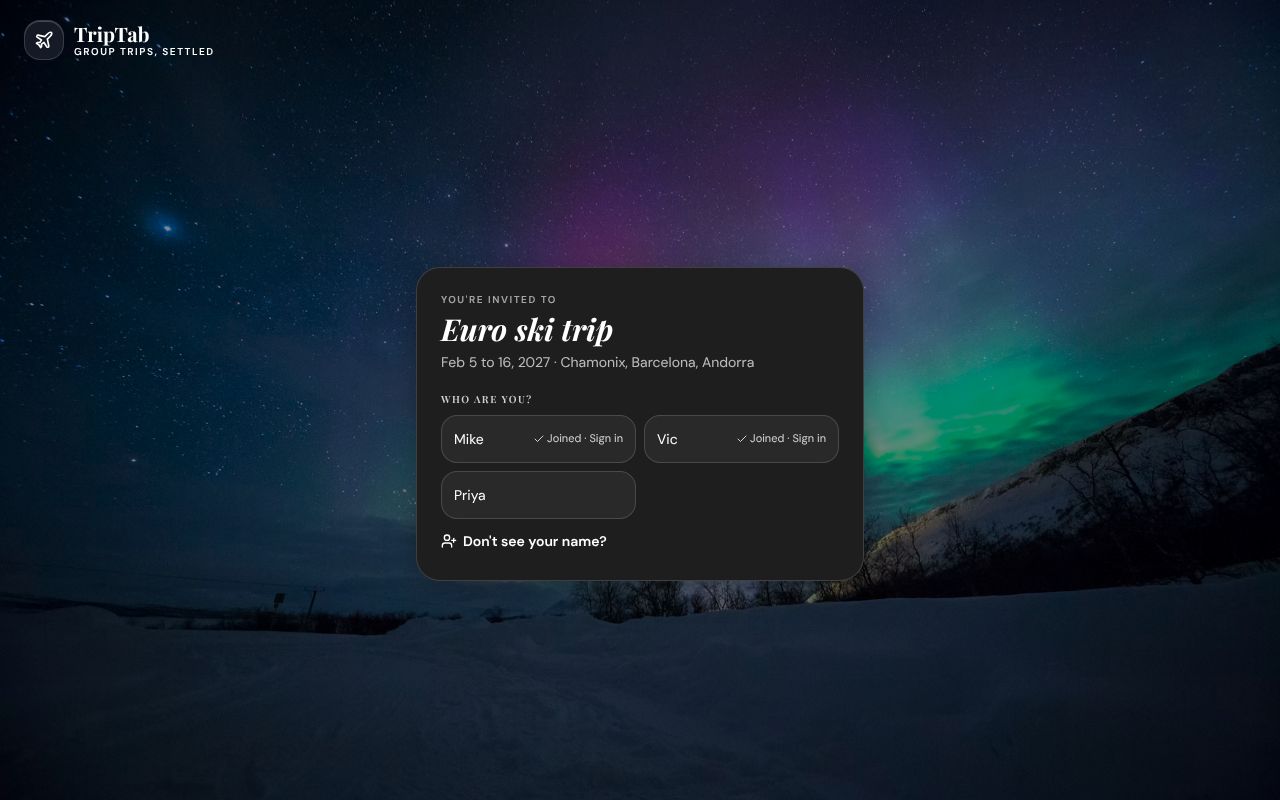 TripTab
GROUP TRIPS, SETTLED
YOU'RE INVITED TO
Euro ski trip
Feb 5 to 16, 2027 · Chamonix, Barcelona, Andorra
WHO ARE YOU?
Mike ✓ Joined · Sign in
Vic ✓ Joined · Sign in
Priya
Don't see your name?